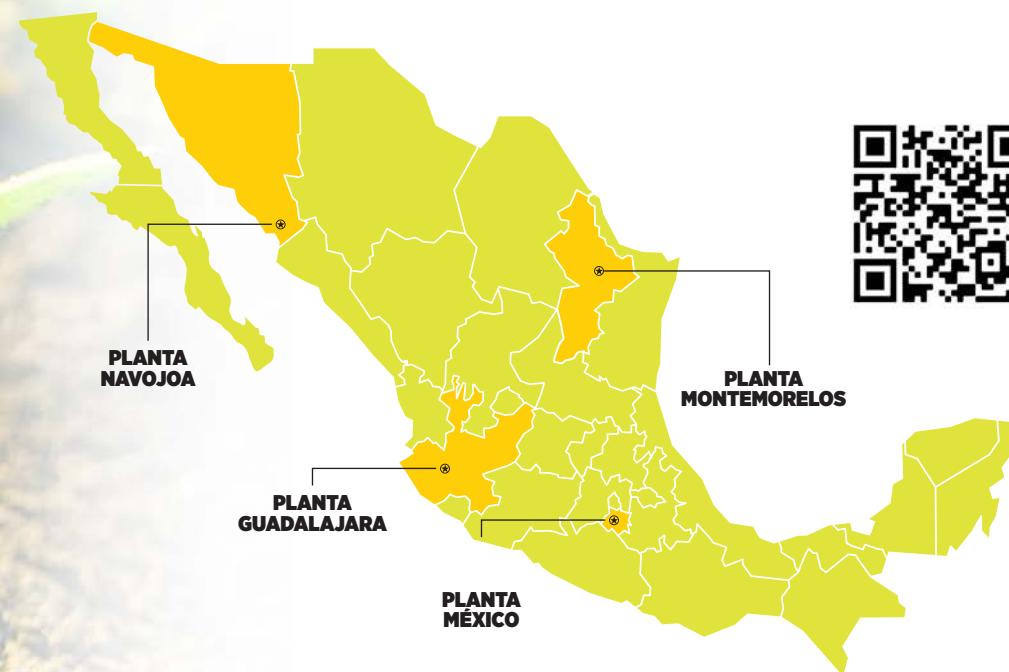 PLANTA
NAVOJOA
PLANTA
MONTEMORELOS
PLANTA
GUADALAJARA
PLANTA
MÉXICO